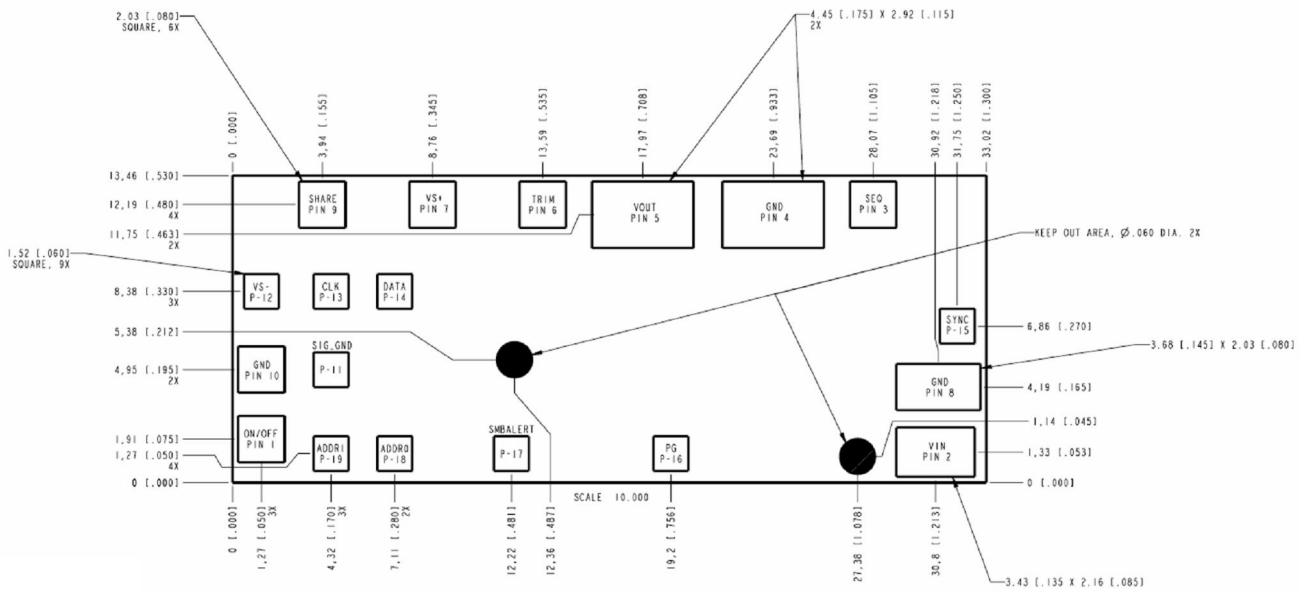 2.03 [.080]
SQUARE, 6X
4.45 [.175] X 2.92 [.115]
2X
0 [.000]
3,94 [.155]
8,76 [.345]
13,59 [.535]
17,97 [.708]
23,69 [.933]
28,07 [1.105]
30,92 [1.218]
31,75 [1.250]
33,02 [1.300]
13,46 [.530]
12,19 [.480]
4X
11,75 [.463]
2X
SHARE
PIN 9
VS+
PIN 7
TRIM
PIN 6
VOUT
PIN 5
GND
PIN 4
SEQ
PIN 3
KEEP OUT AREA, Ø.060 DIA. 2X
1.52 [.060]
SQUARE, 9X
8,38 [.330]
3X
VS-
P-12
CLK
P-13
DATA
P-14
5,38 [.212]
SYNC
P-15
6,86 [.270]
3.68 [.145] X 2.03 [.080]
SIG_GND
4,95 [.195]
2X
GND
PIN 10
P-11
GND
PIN 8
4,19 [.165]
1,14 [.045]
1,91 [.075]
1,27 [.050]
4X
ON/OFF
PIN 1
ADDR1
P-19
ADDR0
P-18
SMBALERT
P-17
PG
P-16
VIN
PIN 2
1,33 [.053]
0 [.000]
SCALE 10.000
0 [.000]
0 [.000]
1,27 [.050]
3X
4,32 [.170]
3X
7,11 [.280]
2X
12,22 [.481]
12,36 [.487]
19,2 [.756]
27,38 [1.078]
30,8 [1.213]
3.43 [.135 X 2.16 [.085]